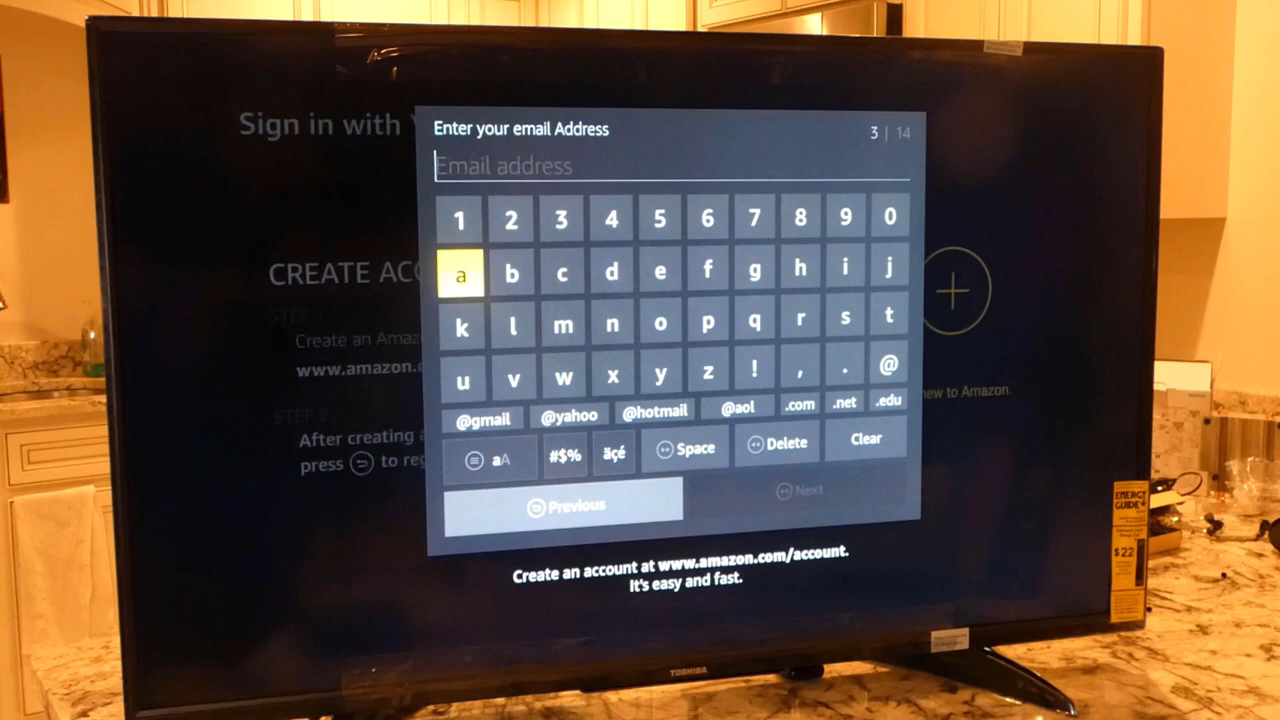 Sign in with
Enter your email Address
3 | 14
Email address
1 2 3 4 5 6 7 8 9 0
CREATE
a b c d e f g h i j
STEP
k l m n o p q r s t
Create an
www.amazon.
u v w x y z ! , . @
new to Amazon.
@gmail @yahoo @hotmail @aol .com .net .edu
STEP 2
After creating
press to
aA #$% äçé Space Delete Clear
Previous
Next
ENERGY
GUIDE
$22
Create an account at www.amazon.com/account.
It's easy and fast.
TOSHIBA